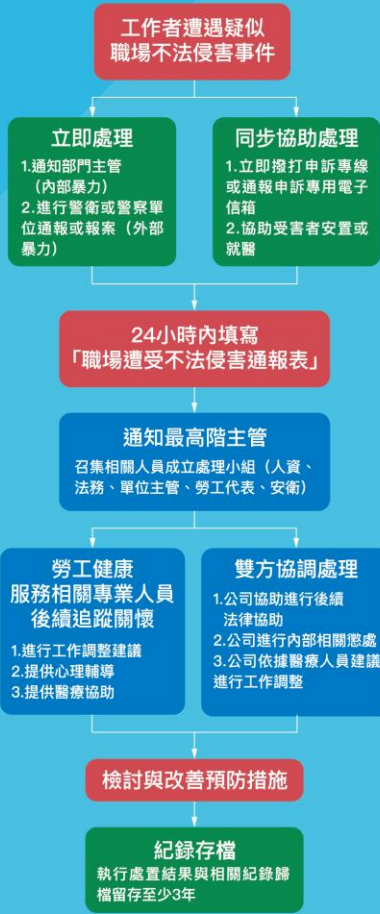 工作者遭遇疑似
職場不法侵害事件
立即處理
1.通知部門主管
（內部暴力）
2.進行警衛或警察單
位通報或報案（外部
暴力）
同步協助處理
1.立即撥打申訴專線
或通報申訴專用電子
信箱
2.協助受害者安置或
就醫
24小時內填寫
「職場遭受不法侵害通報表」
通知最高階主管
召集相關人員成立處理小組（人資、
法務、單位主管、勞工代表、安衛）
勞工健康
服務相關專業人員
後續追蹤關懷
1.進行工作調整建議
2.提供心理輔導
3.提供醫療協助
雙方協調處理
1.公司協助進行後續
法律協助
2.公司進行內部相關懲處
3.公司依據醫療人員建議
進行工作調整
檢討與改善預防措施
紀錄存檔
執行處置結果與相關紀錄歸
檔留存至少3年